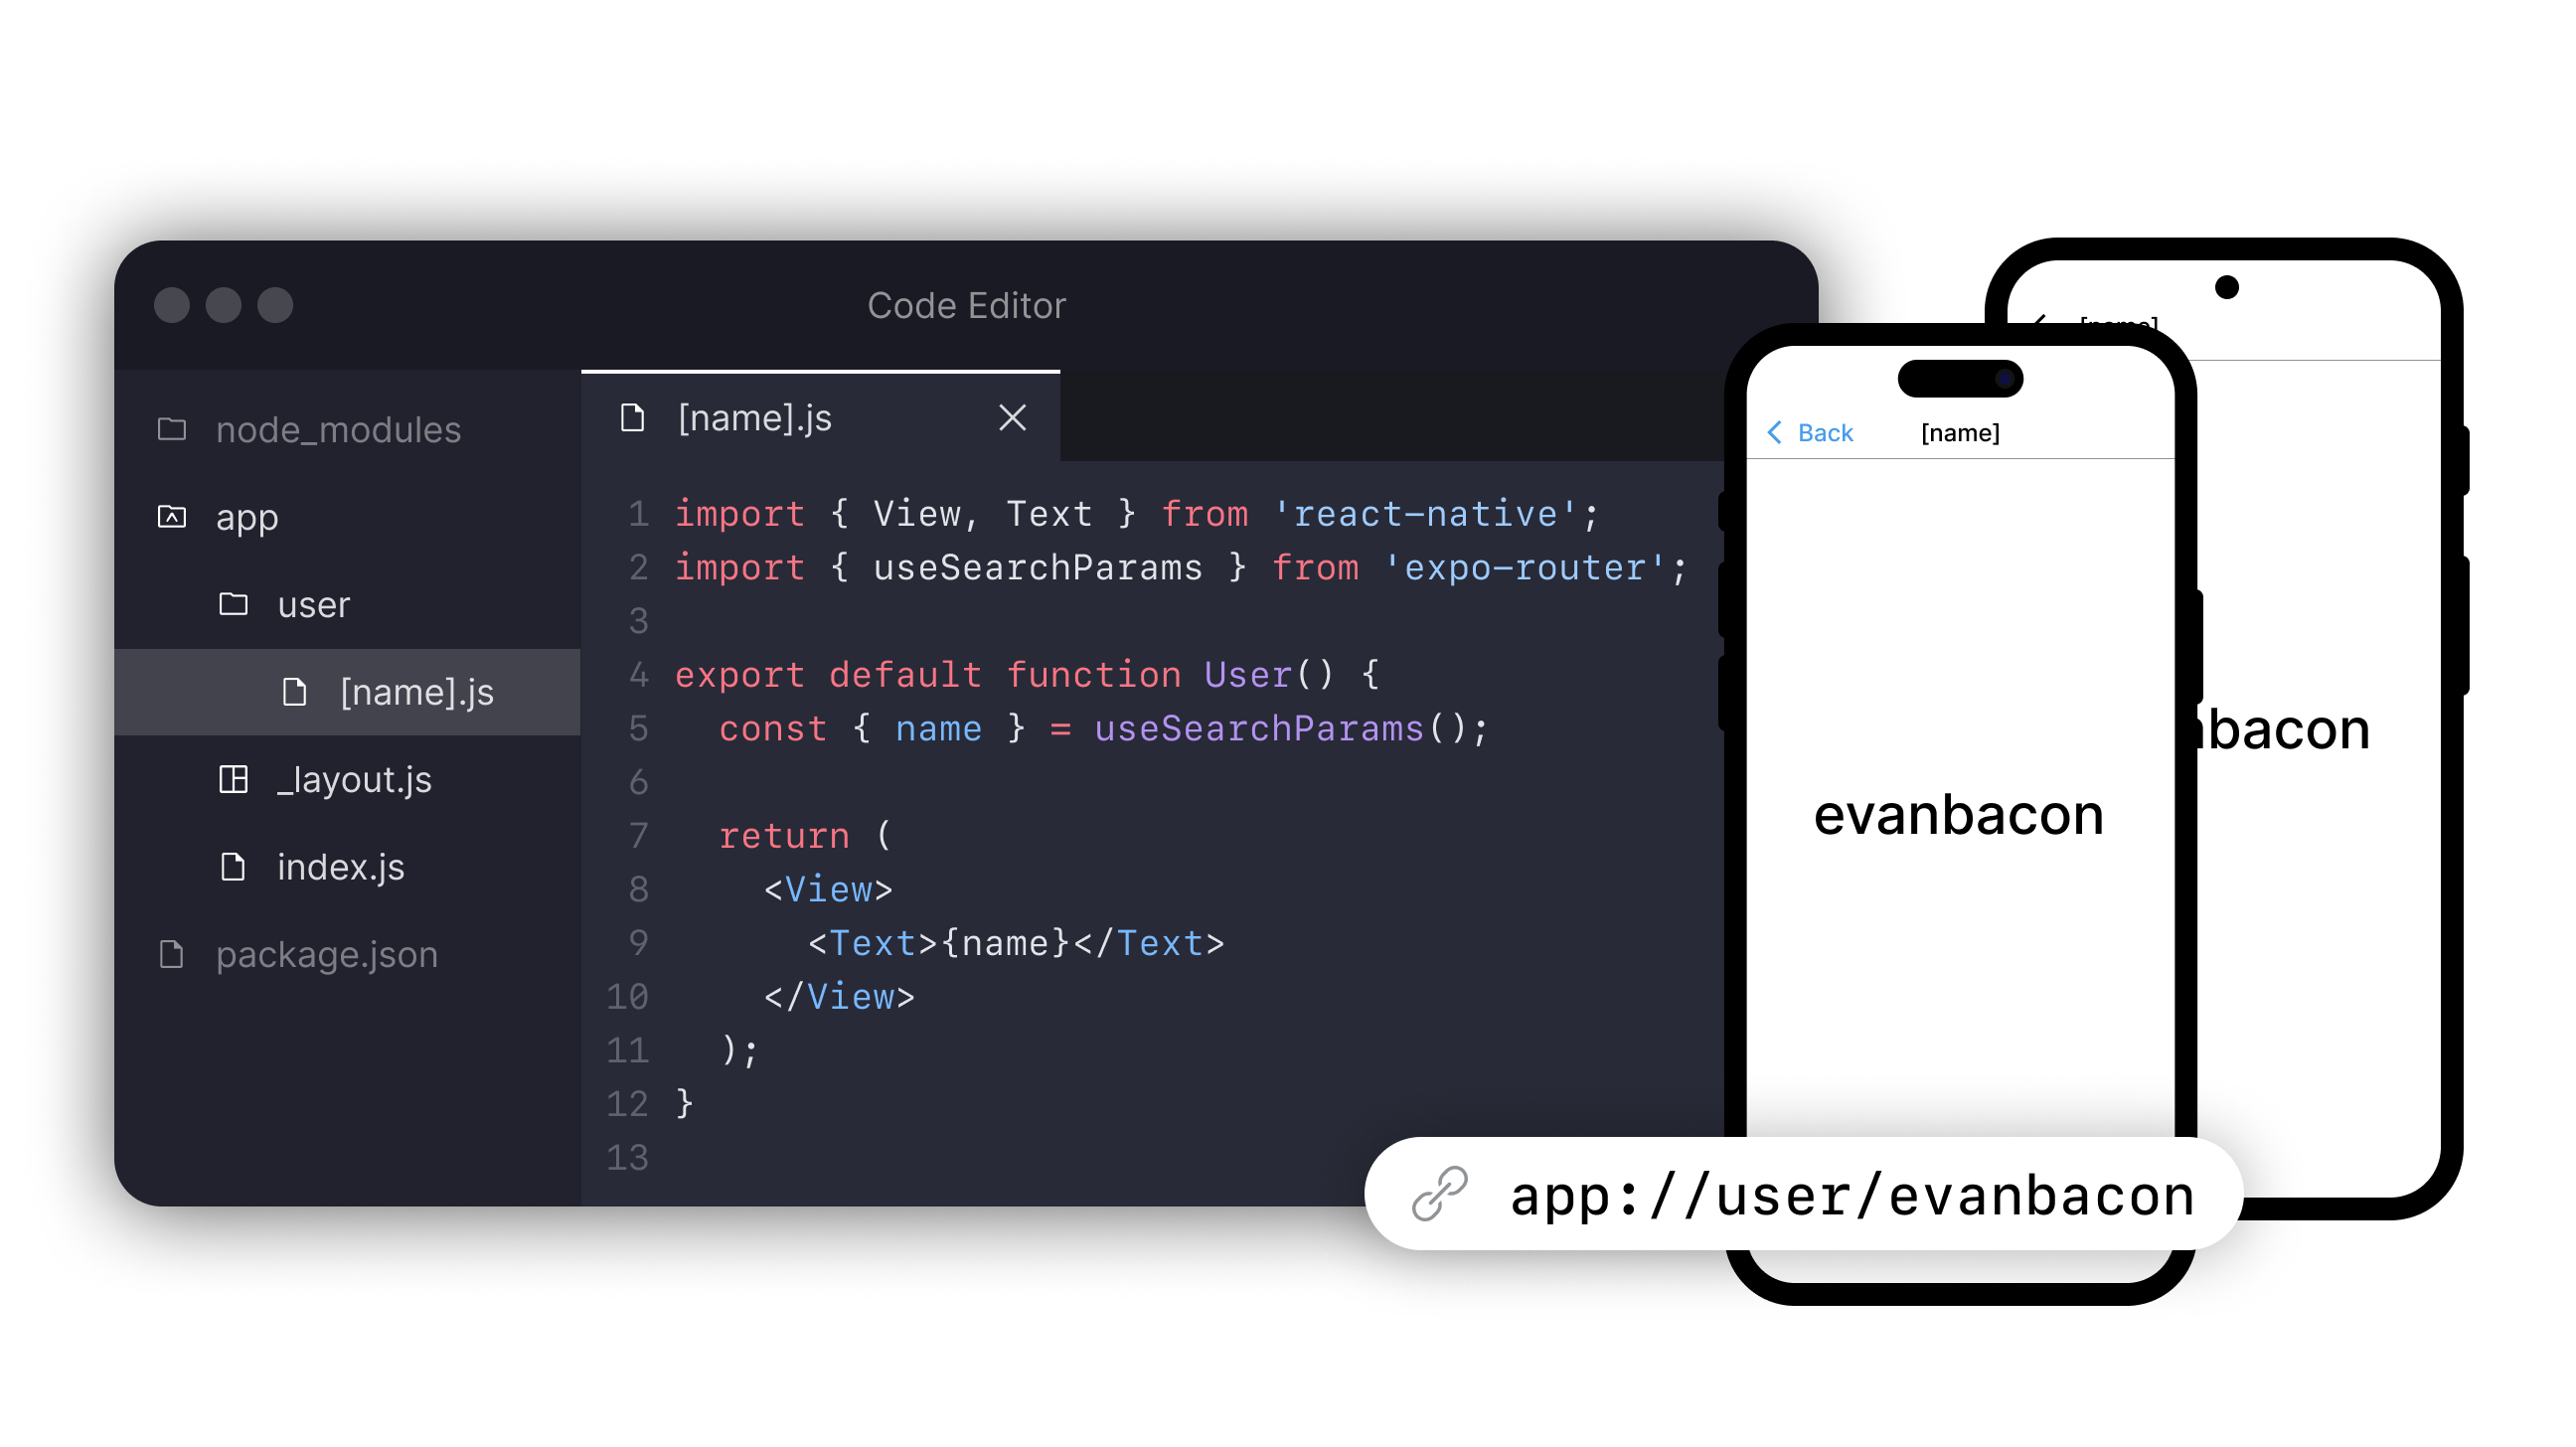 Code Editor
node_modules
app
user
[name].js
_layout.js
index.js
package.json
[name].js
1 import { View, Text } from 'react-native';
2 import { useSearchParams } from 'expo-router';
3
4 export default function User() {
5   const { name } = useSearchParams();
6
7   return (
8     <View>
9       <Text>{name}</Text>
10     </View>
11   );
12 }
13
Back [name]
evanbacon
[name]
bacon
app://user/evanbacon